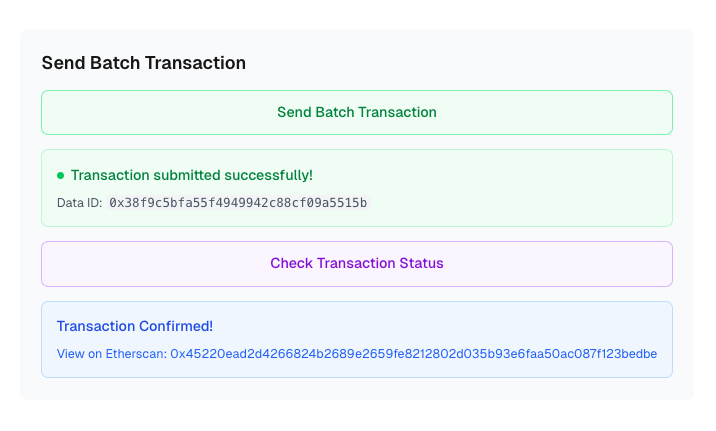 Send Batch Transaction
Send Batch Transaction
Transaction submitted successfully!
Data ID: 0x38f9c5bfa55f4949942c88cf09a5515b
Check Transaction Status
Transaction Confirmed!
View on Etherscan: 0x45220ead2d4266824b2689e2659fe8212802d035b93e6faa50ac087f123bedbe